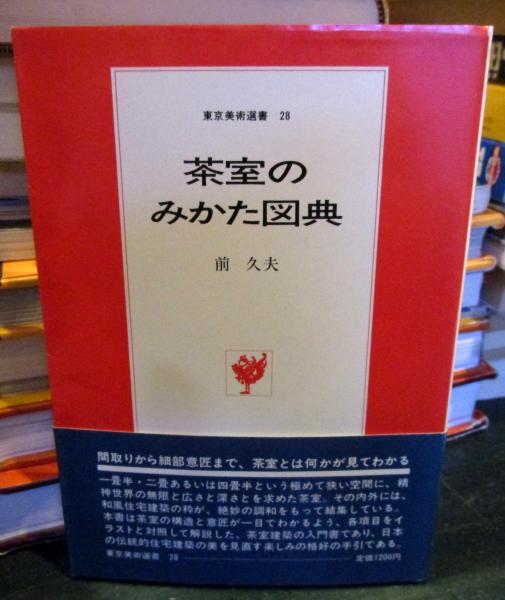 東京美術選書 28
茶室の
みかた図典
前 久夫
間取りから細部意匠まで、茶室とは何かが見てわかる
一畳半・二畳あるいは四畳半という極めて狭い空間に、精
神世界の無限と広さと深さとを求めた茶室。その内外には、
和風住宅建築の粋が、絶妙の調和をもって結集している。
本書は茶室の構造と意匠が一目でわかるよう、各項目をイ
ラストと対照して解説した、茶室建築の入門書であり、日本
の伝統的住宅建築の美を見直す楽しみの格好の手引である。
東京美術選書 28
定価1200円